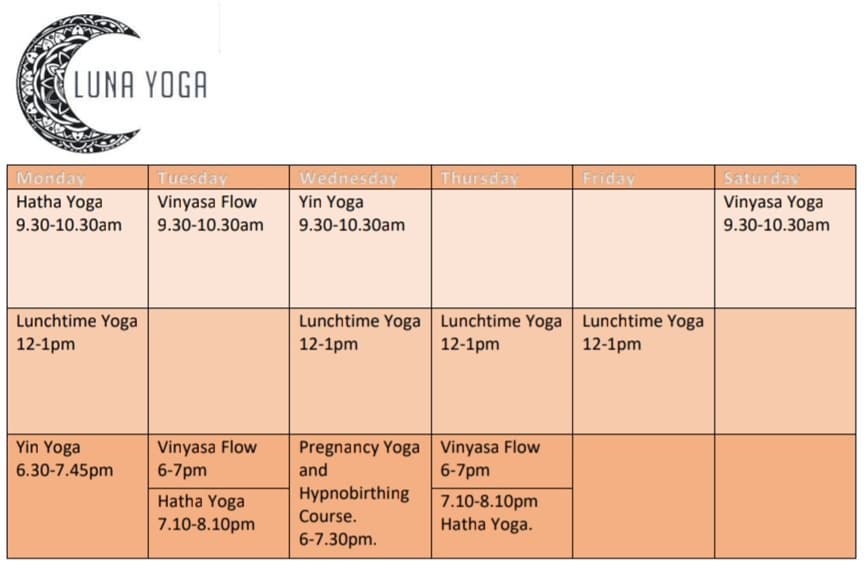 LUNA YOGA
Monday
Tuesday
Wednesday
Thursday
Friday
Saturday
Hatha Yoga
9.30-10.30am
Vinyasa Flow
9.30-10.30am
Yin Yoga
9.30-10.30am
Vinyasa Yoga
9.30-10.30am
Lunchtime Yoga
12-1pm
Lunchtime Yoga
12-1pm
Lunchtime Yoga
12-1pm
Lunchtime Yoga
12-1pm
Yin Yoga
6.30-7.45pm
Vinyasa Flow
6-7pm
Hatha Yoga
7.10-8.10pm
Pregnancy Yoga
and
Hypnobirthing
Course.
6-7.30pm.
Vinyasa Flow
6-7pm
7.10-8.10pm
Hatha Yoga.